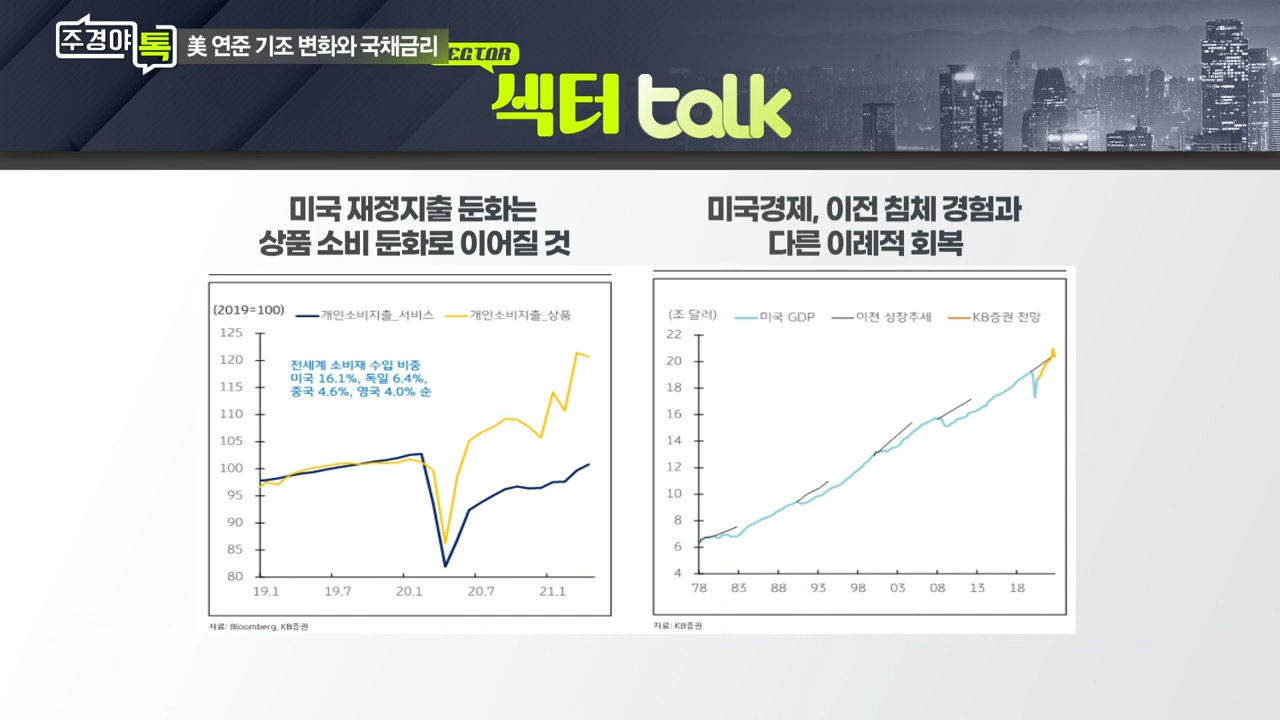 주경야톡
美 연준 기조 변화와 국채금리
섹터 talk
미국 재정지출 둔화는
상품 소비 둔화로 이어질 것
(2019=100)
개인소비지출_서비스
개인소비지출_상품
125
120
115
110
105
100
95
90
85
80
전세계 소비재 수입 비중
미국 16.1%, 독일 6.4%,
중국 4.6%, 영국 4.0% 순
19.1
19.7
20.1
20.7
21.1
자료: Bloomberg, KB증권
미국경제, 이전 침체 경험과
다른 이례적 회복
(조 달러)
미국 GDP
이전 성장추세
KB증권 전망
22
20
18
16
14
12
10
8
6
4
78
83
88
93
98
03
08
13
18
자료: KB증권